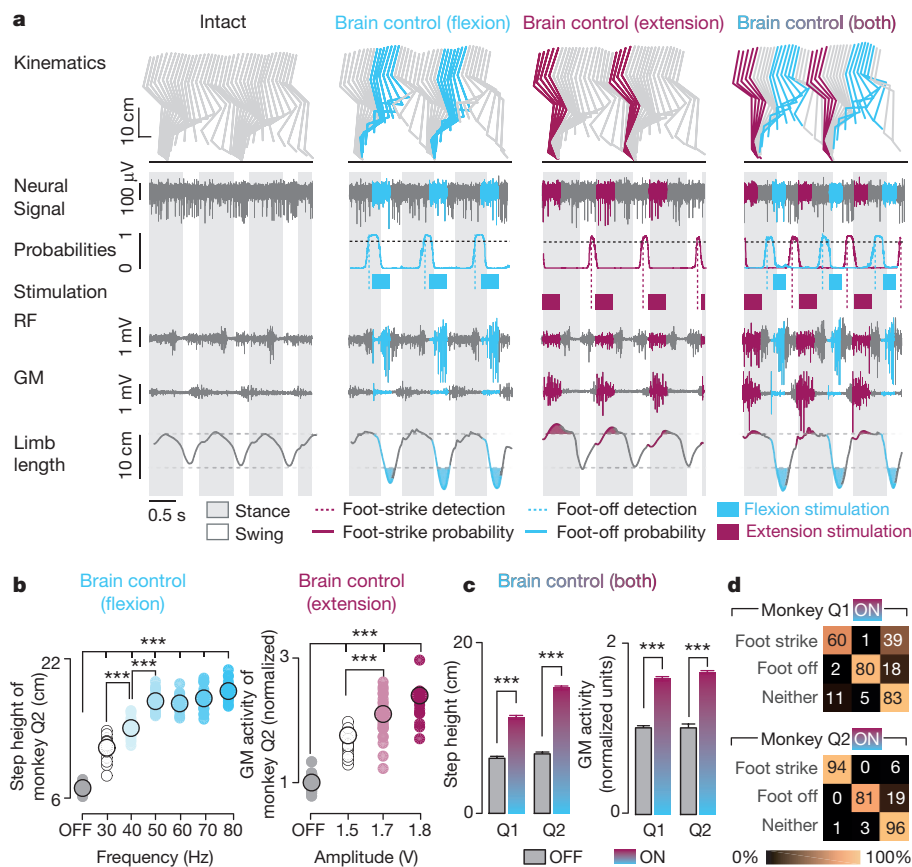 a
Intact
Brain control (flexion)
Brain control (extension)
Brain control (both)
Kinematics
10 cm
Neural
Signal
100 μV
Probabilities
1
0
Stimulation
RF
1 mV
GM
1 mV
Limb
length
10 cm
0.5 s
Stance
Swing
Foot-strike detection
Foot-strike probability
Foot-off detection
Foot-off probability
Flexion stimulation
Extension stimulation
b
Brain control
(flexion)
Step height of
monkey Q2 (cm)
22
6
***
*** ***
OFF 30 40 50 60 70 80
Frequency (Hz)
Brain control
(extension)
GM activity of
monkey Q2 (normalized)
3
1
***
***
OFF 1.5 1.7 1.8
Amplitude (V)
c
Brain control (both)
Step height (cm)
20
0
*** ***
Q1 Q2
GM activity
(normalized units)
2
0
*** ***
Q1 Q2
OFF ON
d
Monkey Q1 ON
Foot strike 60 1 39
Foot off 2 80 18
Neither 11 5 83
Monkey Q2 ON
Foot strike 94 0 6
Foot off 0 81 19
Neither 1 3 96
0% 100%